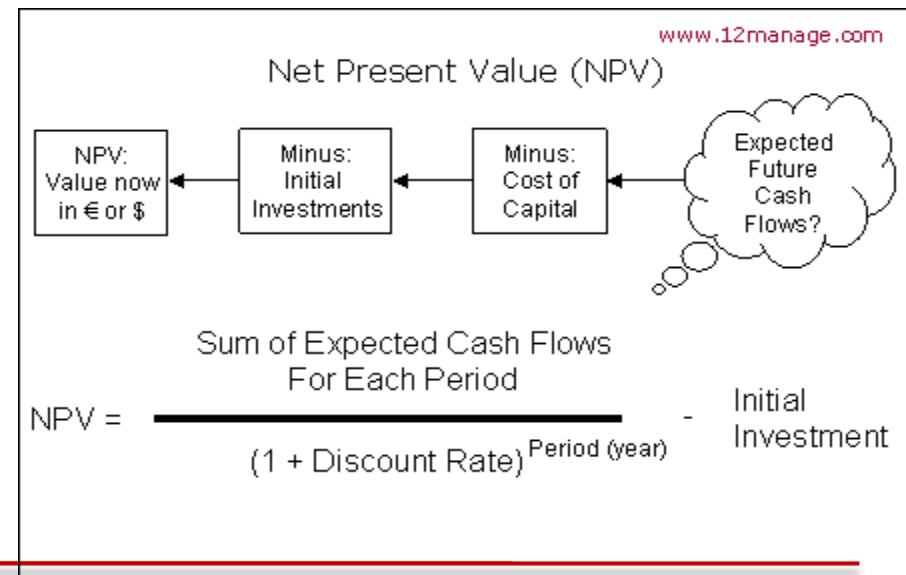 www.12manage.com
Net Present Value (NPV)
NPV:
Value now
in € or $
Minus:
Initial
Investments
Minus:
Cost of
Capital
Expected
Future
Cash
Flows?
Sum of Expected Cash Flows
For Each Period
NPV =
(1 + Discount Rate) Period (year)
- Initial
Investment